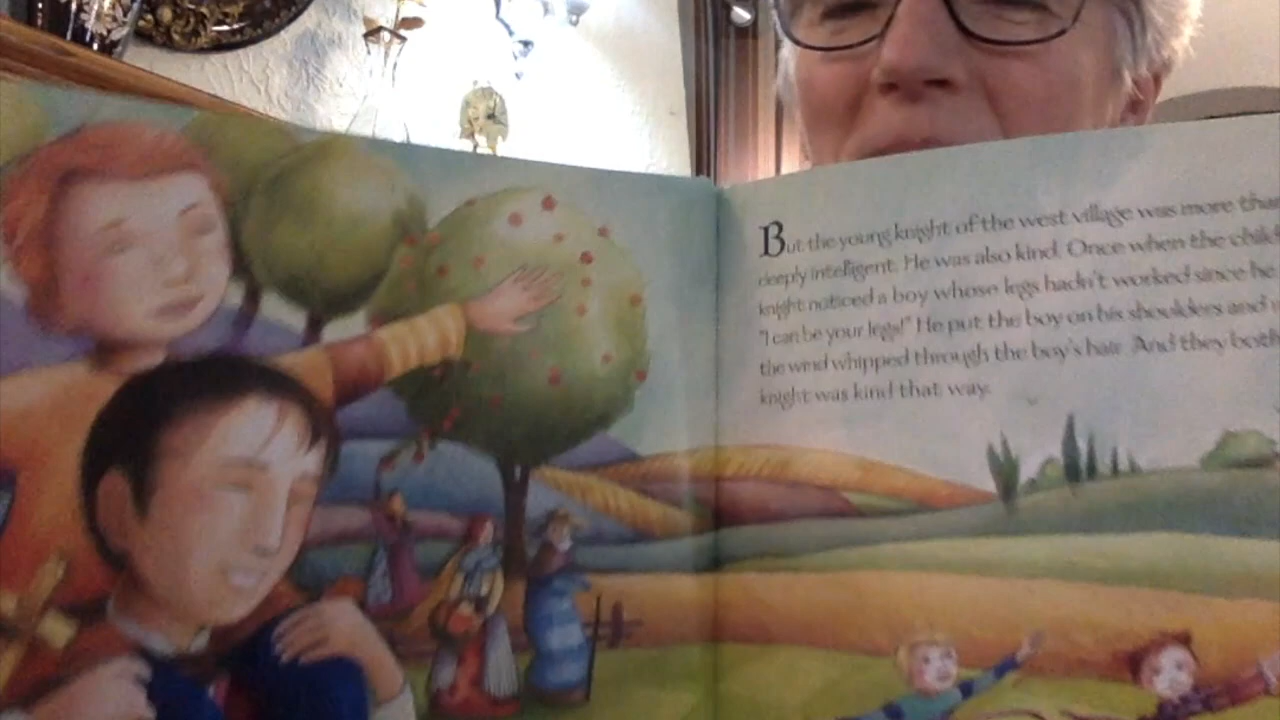 But the young knight of the west village was more than
deeply intelligent. He was also kind. Once when the child
knight noticed a boy whose legs hadn't worked since he
"I can be your legs!" He put the boy on his shoulders and
the wind whipped through the boy's hair. And they both
knight was kind that way.